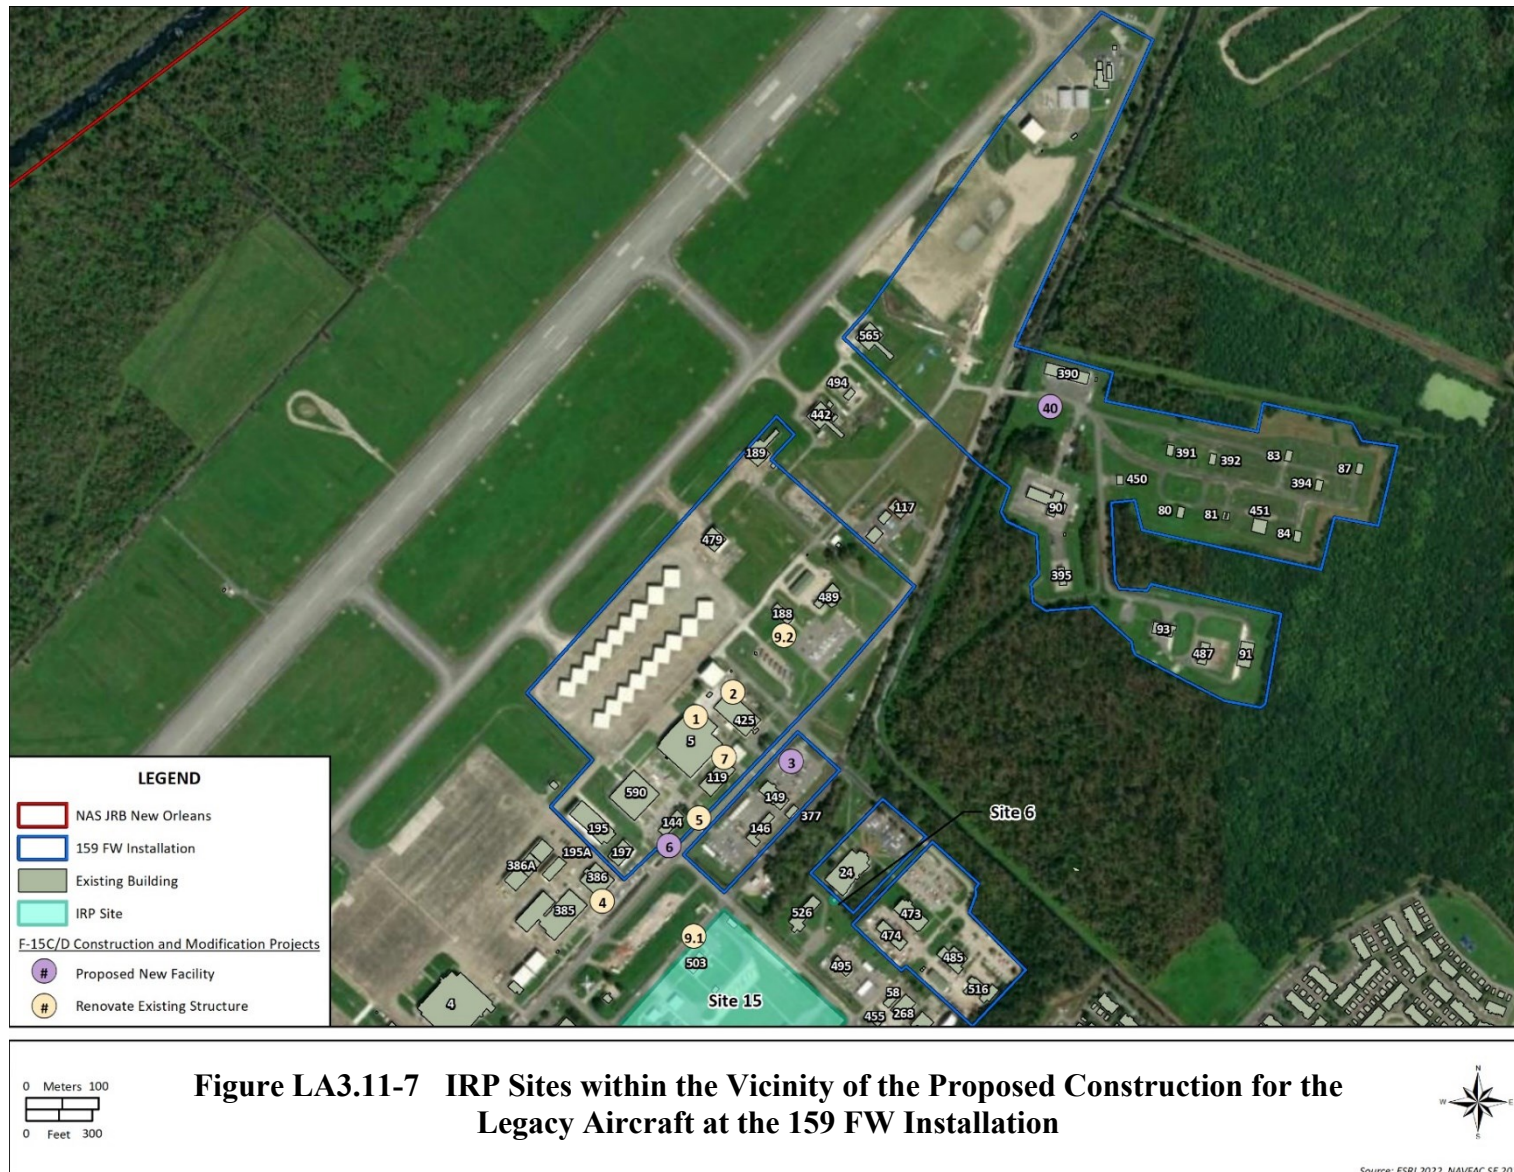 565
390
40
494
442
189
391
392
83
87
394
450
80
81
451
84
90
117
479
395
489
188
9.2
93
487
91
2
1
425
5
7
3
119
590
149
377
144
5
146
195
6
197
Site 6
195A
386A
386
4
385
24
526
473
474
9.1
503
485
495
516
58
455
268
4
Site 15
LEGEND
NAS JRB New Orleans
159 FW Installation
Existing Building
IRP Site
F-15C/D Construction and Modification Projects
# Proposed New Facility
# Renovate Existing Structure
0 Meters 100
0 Feet 300
Figure LA3.11-7 IRP Sites within the Vicinity of the Proposed Construction for the
Legacy Aircraft at the 159 FW Installation
N
W E
S
Source: ESRI 2022, NAVFAC SE 20